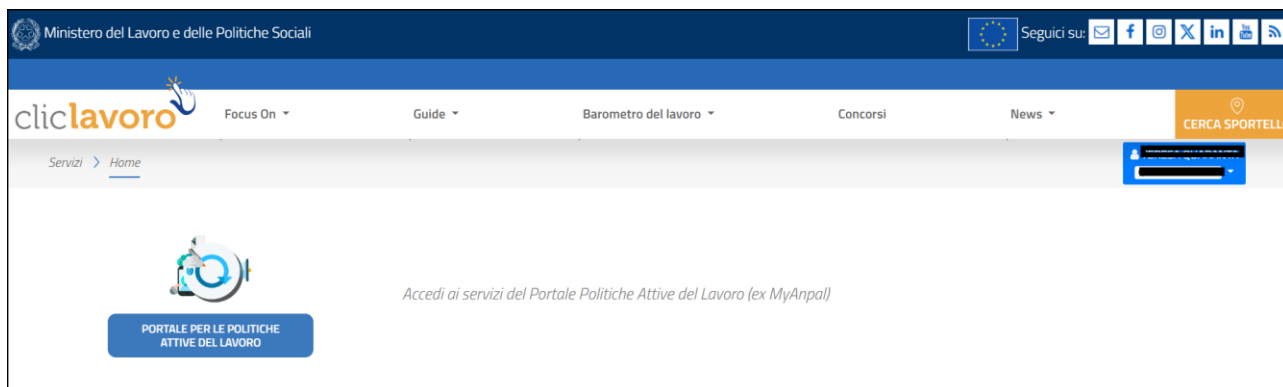 Ministero del Lavoro e delle Politiche Sociali
Seguici su:
cliclavoro
Focus On
Guide
Barometro del lavoro
Concorsi
News
CERCA SPORTELL
Servizi > Home
Accedi ai servizi del Portale Politiche Attive del Lavoro (ex MyAnpal)
PORTALE PER LE POLITICHE
ATTIVE DEL LAVORO